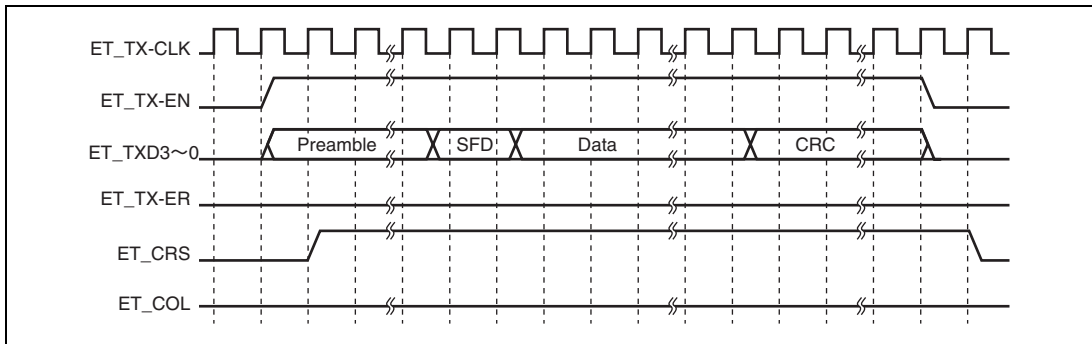 ET_TX-CLK
ET_TX-EN
ET_TXD3～0
Preamble
SFD
Data
CRC
ET_TX-ER
ET_CRS
ET_COL